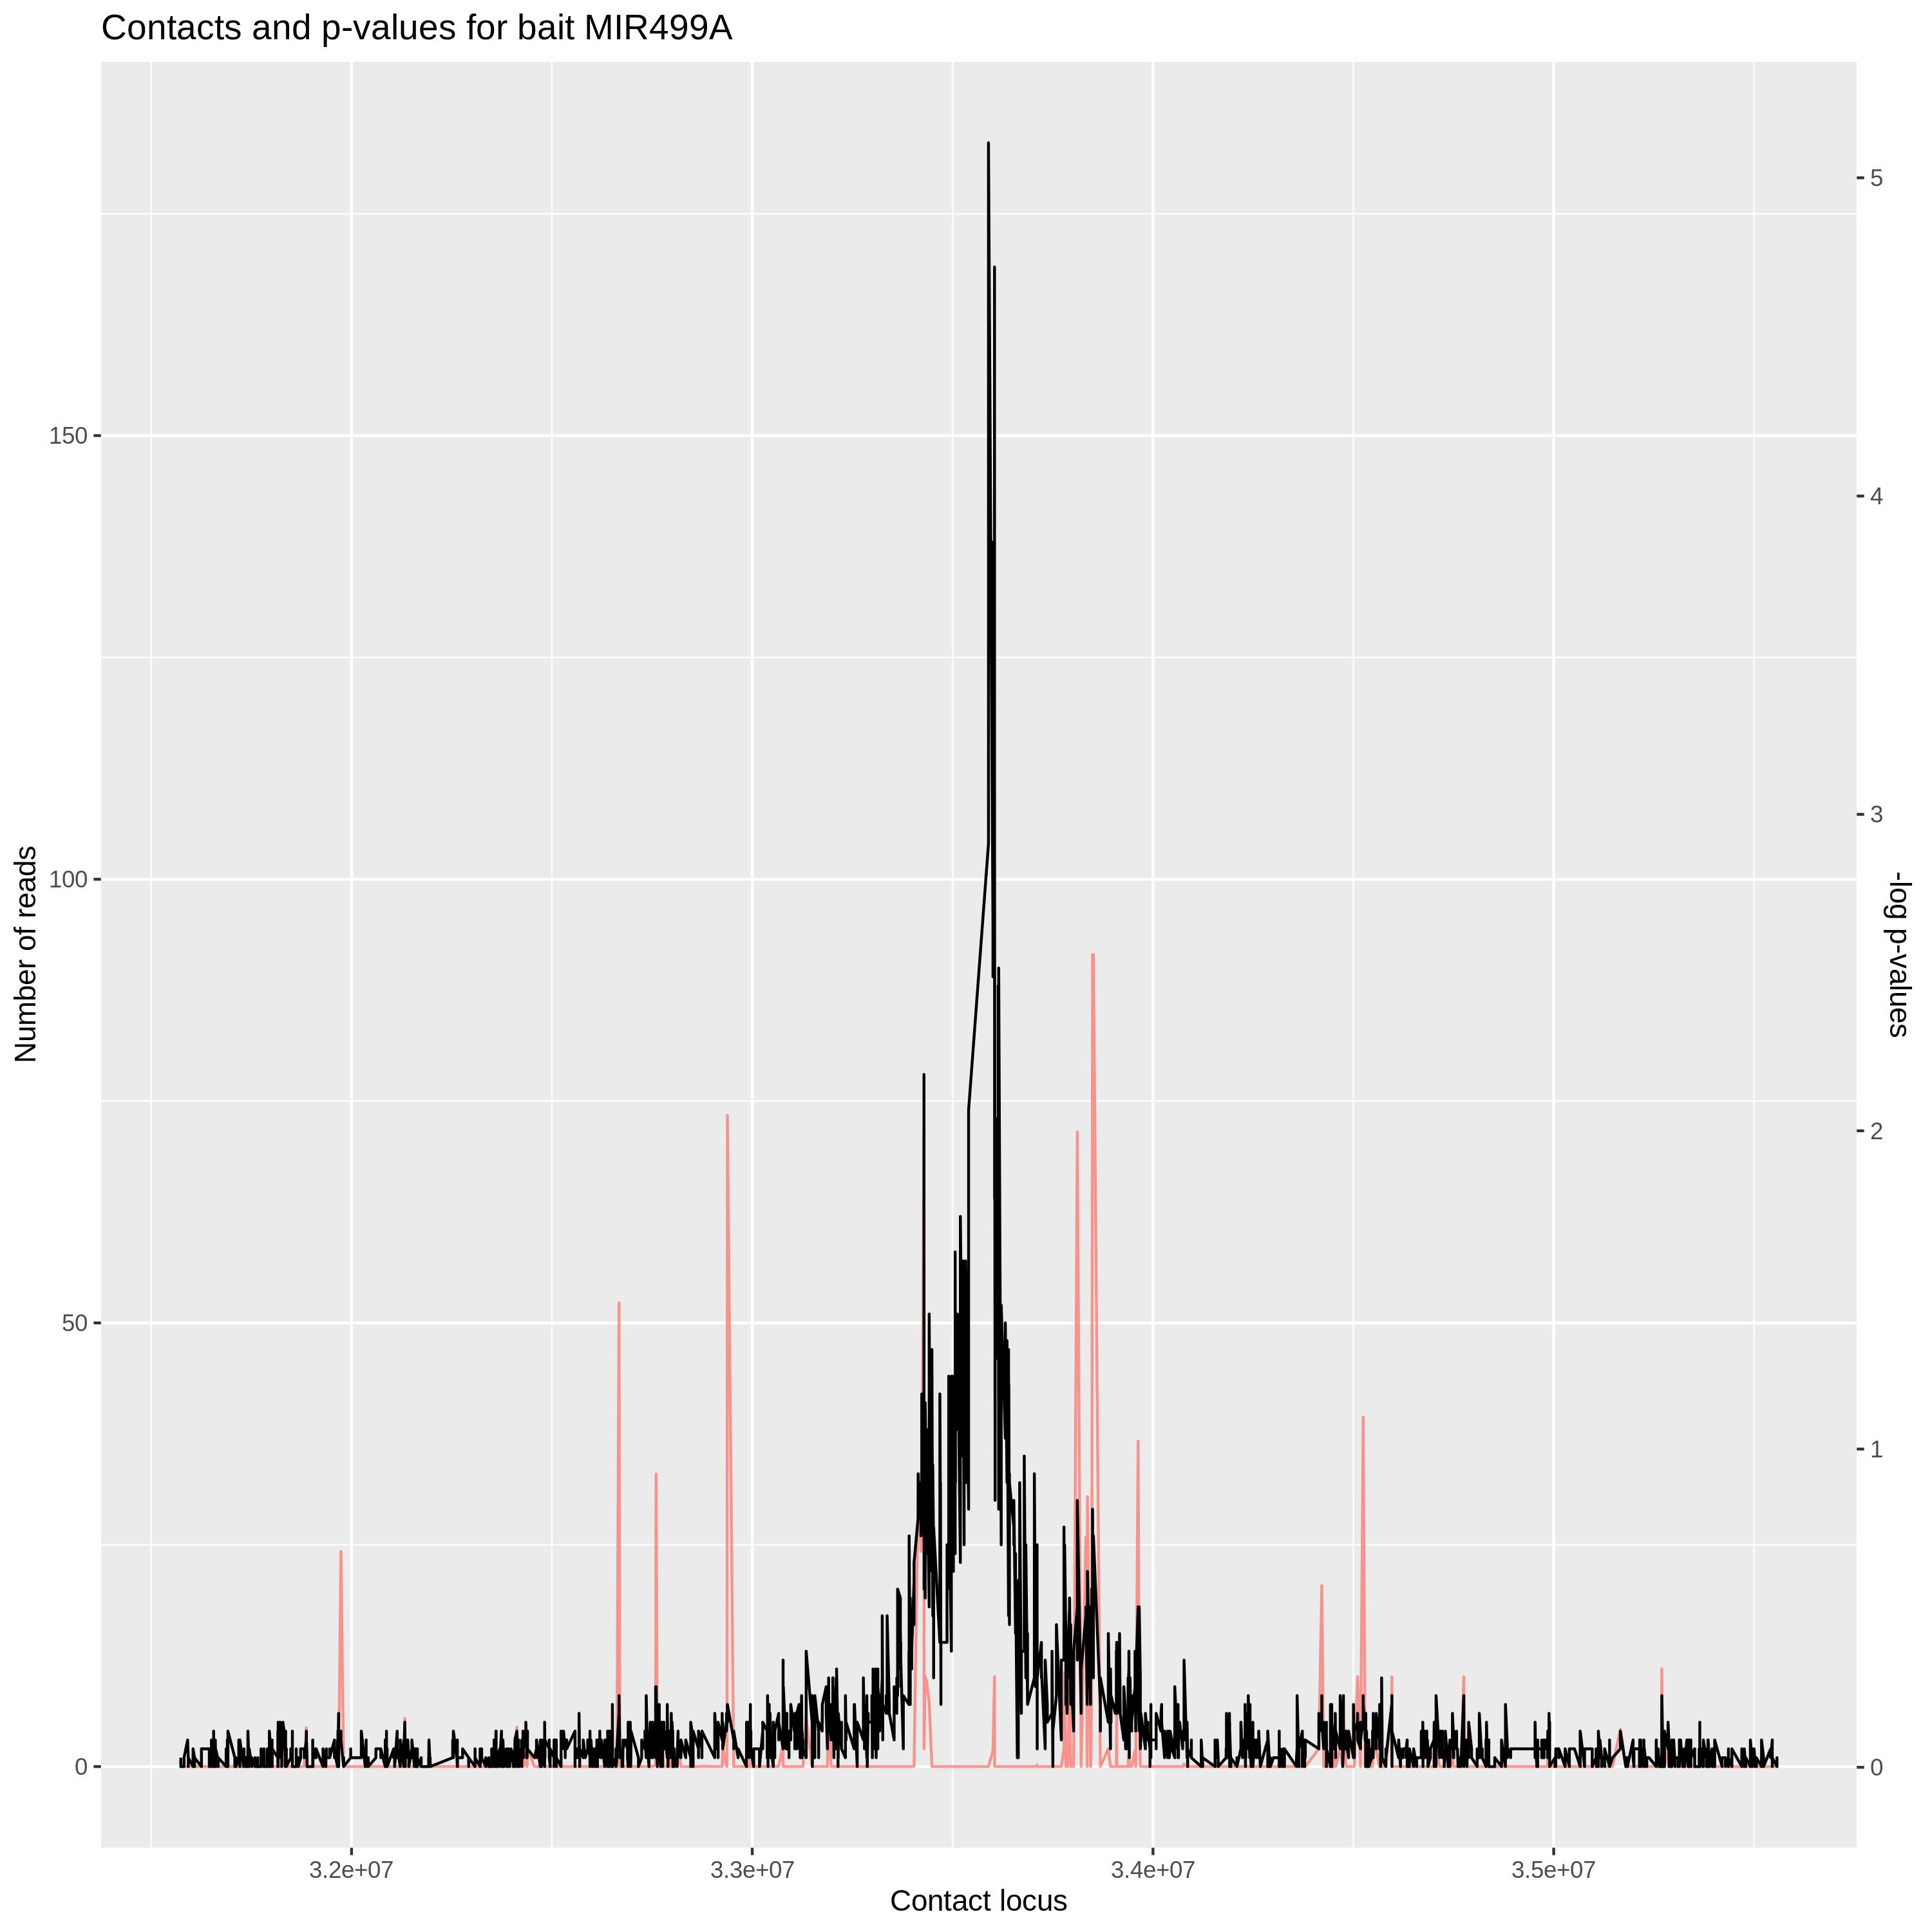 Contacts and p-values for bait MIR499A
Number of reads
150
100
50
0
5
4
3
2
1
0
-log p-values
3.2e+07
3.3e+07
3.4e+07
3.5e+07
Contact locus